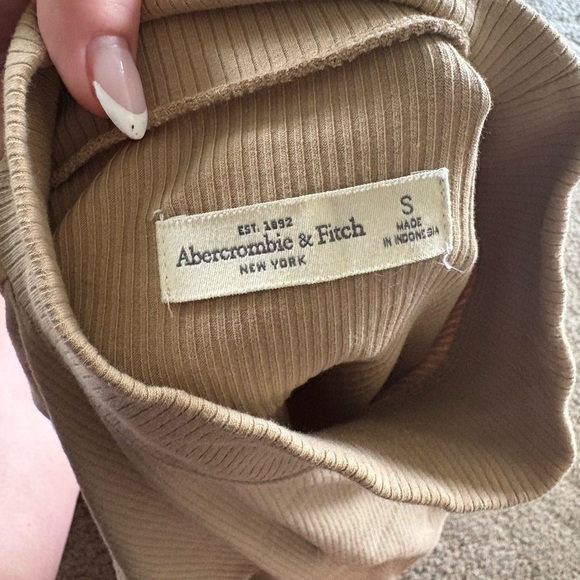 EST. 1892
Abercrombie & Fitch
NEW YORK
S
MADE
IN INDONESIA